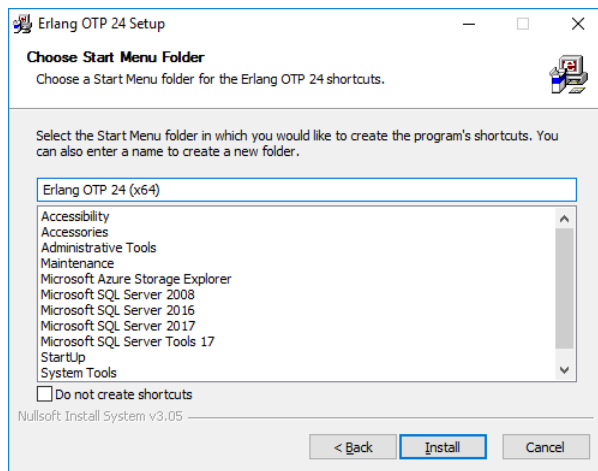 Erlang OTP 24 Setup
Choose Start Menu Folder
Choose a Start Menu folder for the Erlang OTP 24 shortcuts.
Select the Start Menu folder in which you would like to create the program's shortcuts. You
can also enter a name to create a new folder.
Erlang OTP 24 (x64)
Accessibility
Accessories
Administrative Tools
Maintenance
Microsoft Azure Storage Explorer
Microsoft SQL Server 2008
Microsoft SQL Server 2016
Microsoft SQL Server 2017
Microsoft SQL Server Tools 17
StartUp
System Tools
Do not create shortcuts
Nullsoft Install System v3.05
< Back Install Cancel